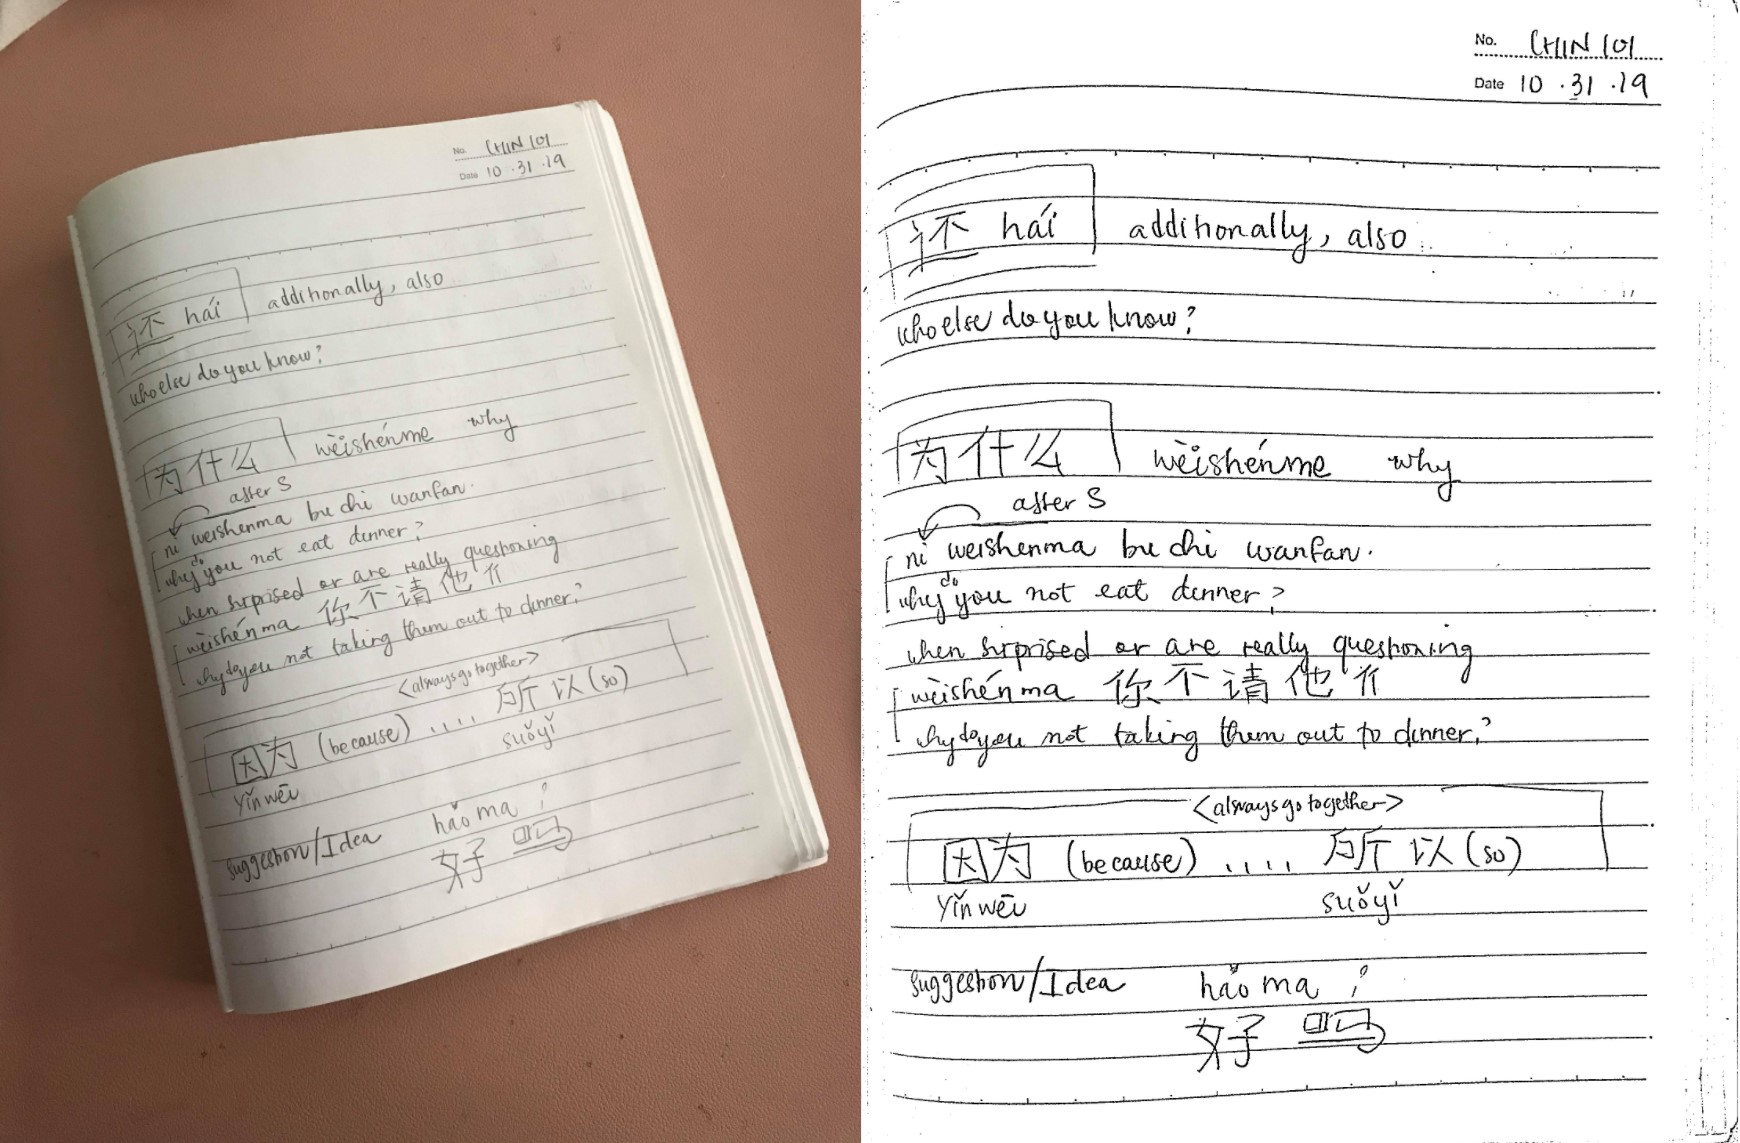 No. CHIN 101
Date 10 . 31 . 19
还 hái additionally, also
who else do you know?
为什么 wèishénme why
after S
ni weishenma bu chi wanfan.
why do you not eat dinner?
when surprised or are really questioning
wèishénma 你不请他们
why do you not taking them out to dinner?
<always go together>
因为 (because) .... 所以 (so)
yǐnwēi suǒyǐ
suggestion/Idea hǎo ma ?
好 吗
No. CHIN 101
Date 10 . 31 . 19
还 hái additionally, also
who else do you know?
为什么 wèishénme why
after S
ni weishenma bu chi wanfan.
why do you not eat dinner?
when surprised or are really questioning
wèishénma 你不请他们
why do you not taking them out to dinner?
<always go together>
因为 (because) .... 所以 (so)
yǐnwēi suǒyǐ
suggestion/Idea hǎo ma ?
好 吗